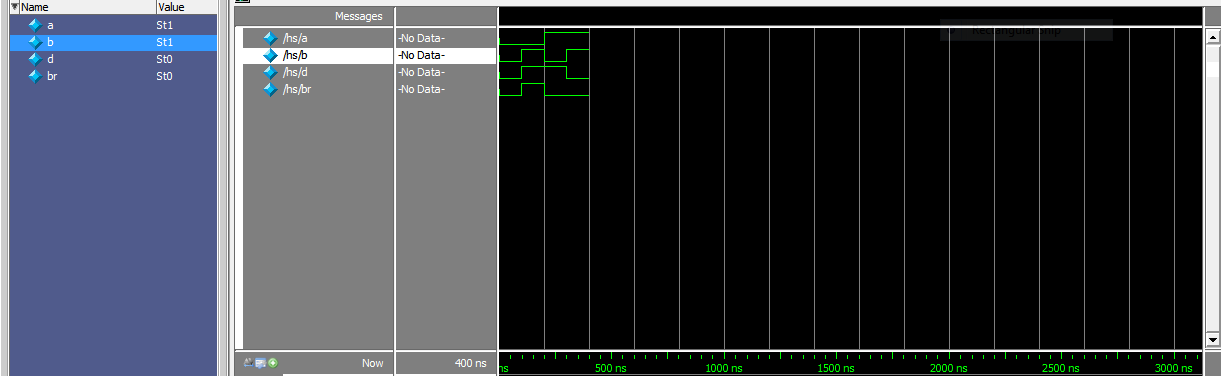 Name Value
a St1
b St1
d St0
br St0
Messages
/hs/a -No Data-
/hs/b -No Data-
/hs/d -No Data-
/hs/br -No Data-
Rectangular Snip
Now 400 ns
ns 500 ns 1000 ns 1500 ns 2000 ns 2500 ns 3000 ns